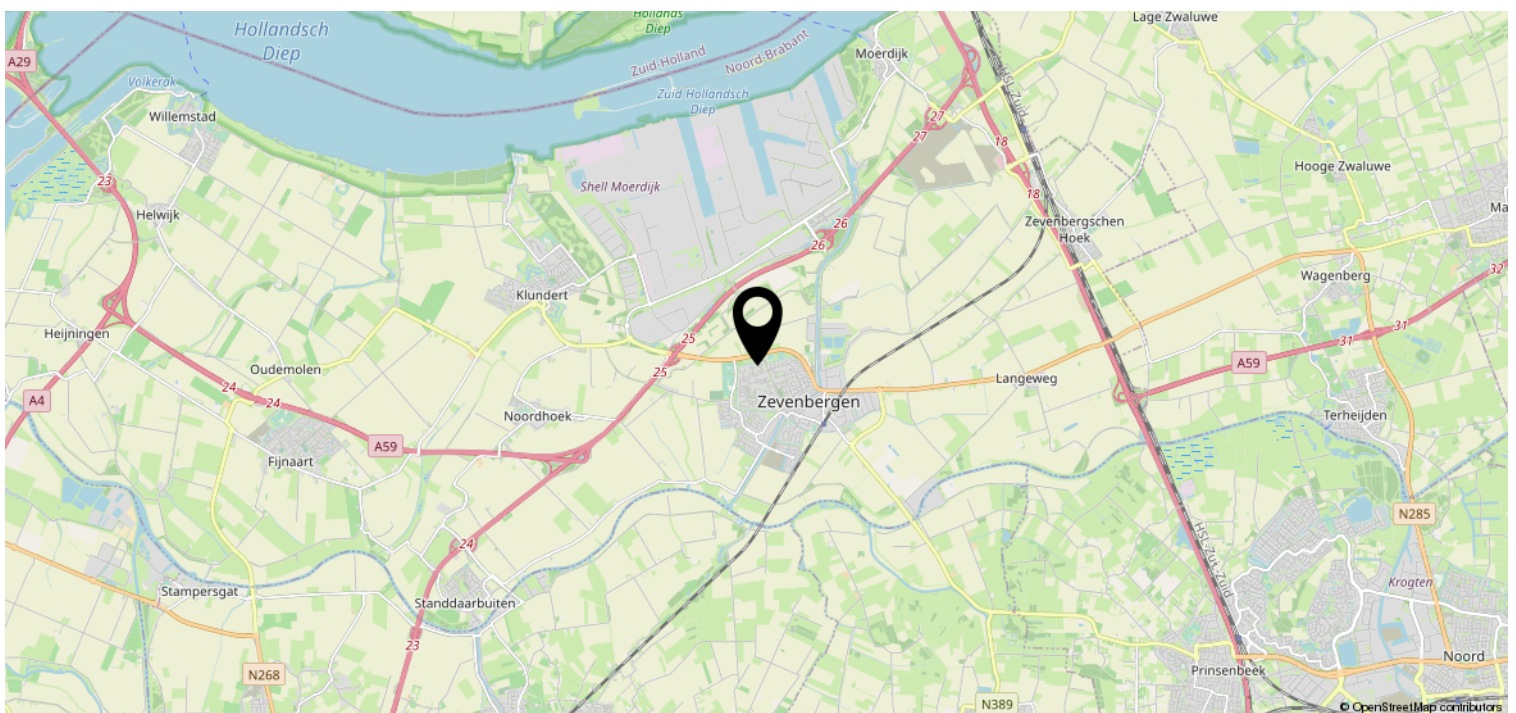 Hollandsch
Diep
Hollands
Diep
Lage Zwaluwe
A29
Moerdijk
Zuid-Holland
Noord-Brabant
Volkerak
Zuid Hollandsch
Diep
HSL-Zuid
Willemstad
27
27
18
Hooge Zwaluwe
23
Shell Moerdijk
18
Ma
Helwijk
26
26
Zevenbergschen
Hoek
32
Wagenberg
Klundert
Heijningen
25
31
31
Oudemolen
25
A59
24
24
Langeweg
A4
Zevenbergen
Noordhoek
Terheijden
A59
Fijnaart
N285
24
HSL-Zuid
Zuid
Krogten
Stampersgat
Standdaarbuiten
23
Noord
Prinsenbeek
N268
N389
© OpenStreetMap contributors